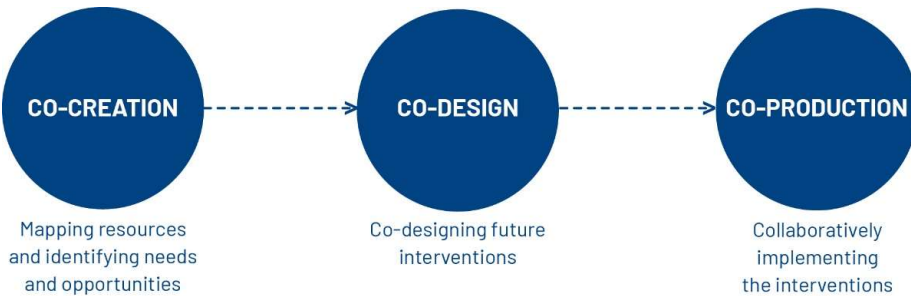 CO-CREATION
Mapping resources
and identifying needs
and opportunities
CO-DESIGN
Co-designing future
interventions
CO-PRODUCTION
Collaboratively
implementing
the interventions